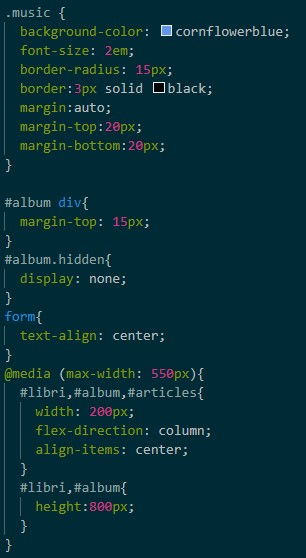 .music {
  background-color: cornflowerblue;
  font-size: 2em;
  border-radius: 15px;
  border:3px solid black;
  margin:auto;
  margin-top:20px;
  margin-bottom:20px;
}

#album div{
  margin-top: 15px;
}
#album.hidden{
  display: none;
}
form{
  text-align: center;
}
@media (max-width: 550px){
  #libri,#album,#articles{
    width: 200px;
    flex-direction: column;
    align-items: center;
  }
  #libri,#album{
    height:800px;
  }
}